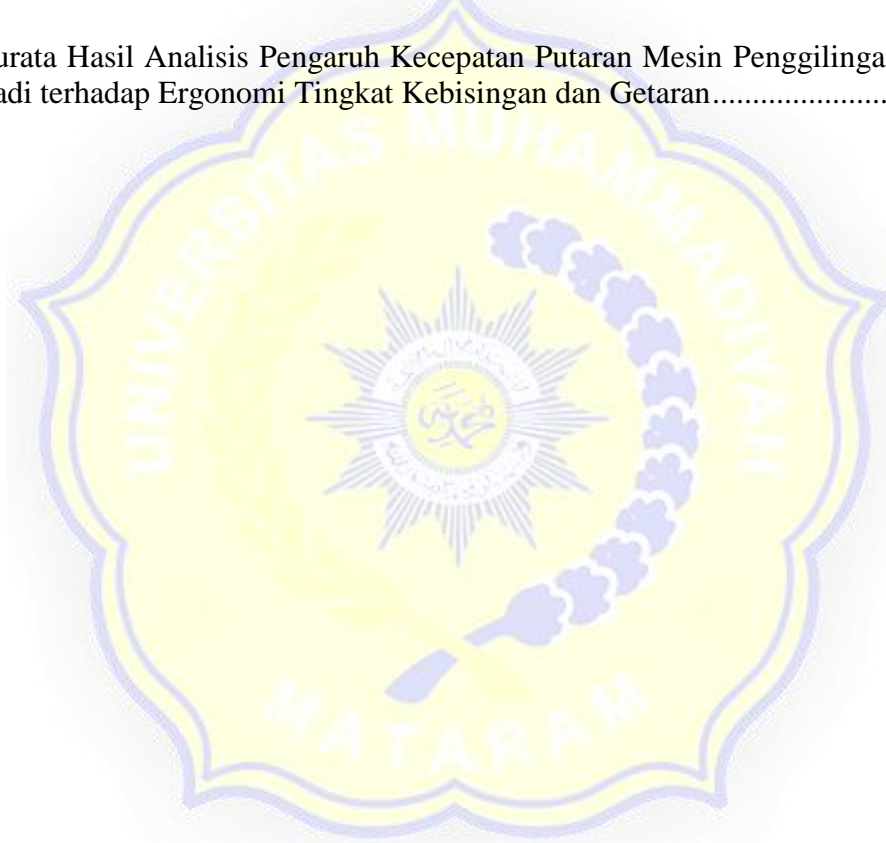 urata Hasil Analisis Pengaruh Kecepatan Putaran Mesin Penggilinga
adi terhadap Ergonomi Tingkat Kebisingan dan Getaran......................
UNIVERSITAS MUHAMMADIYAH
MATARAM